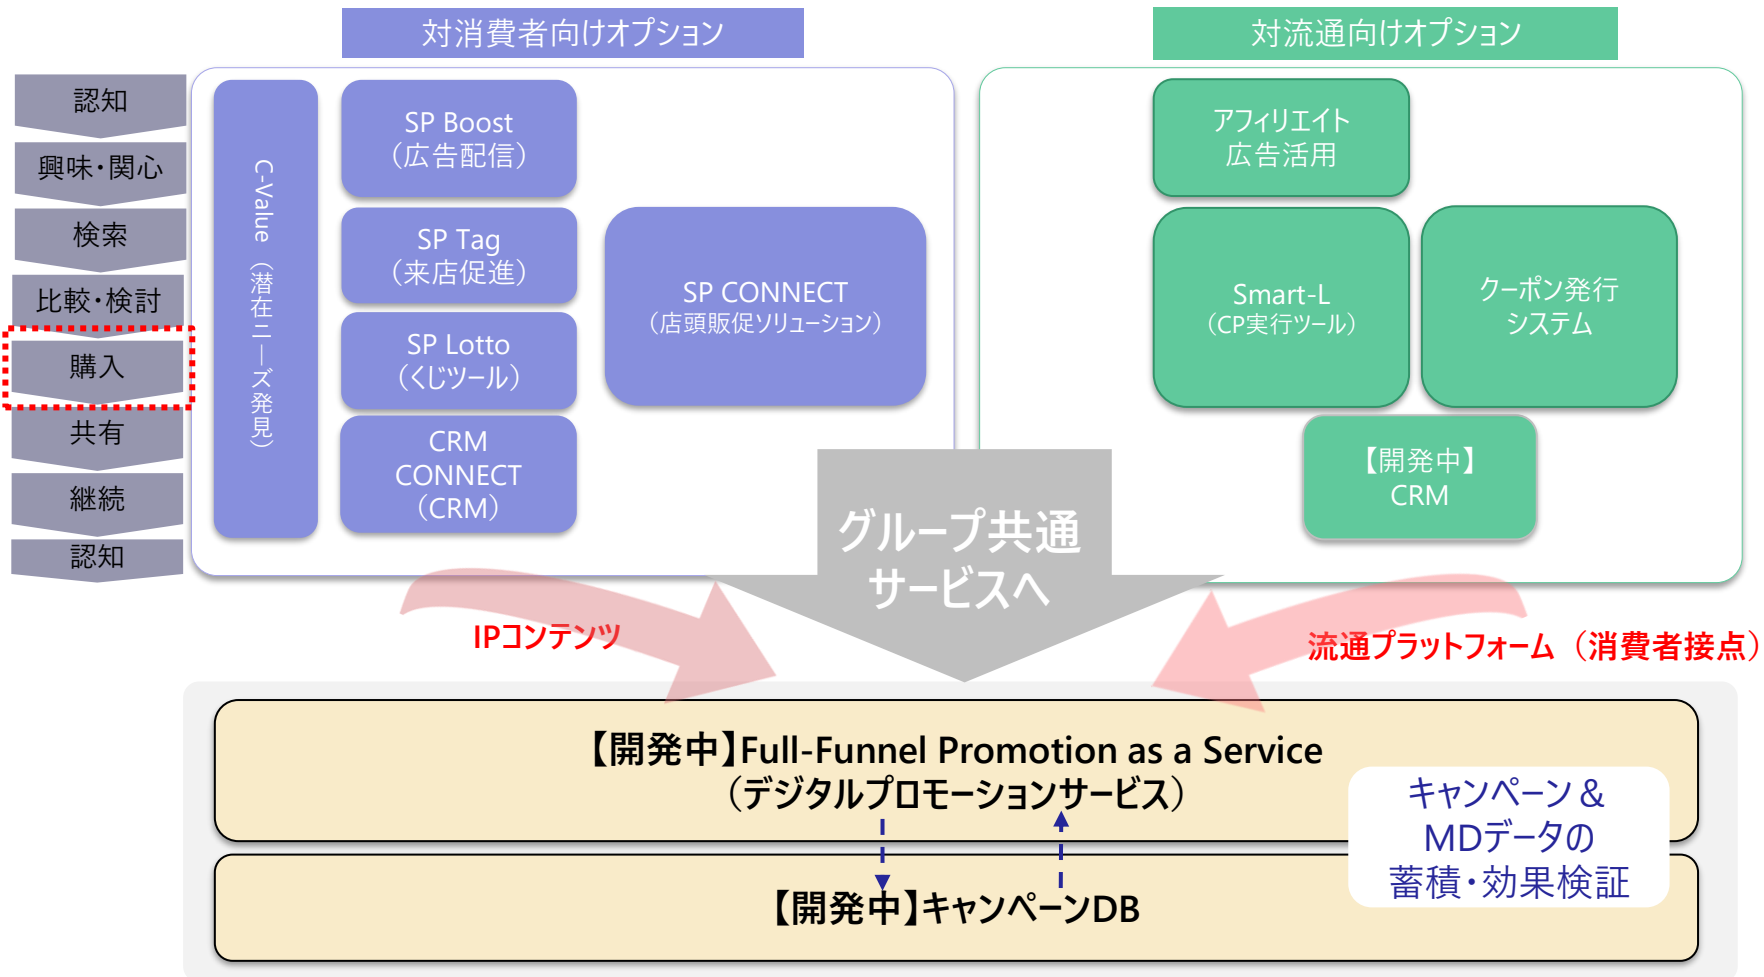 対消費者向けオプション
対流通向けオプション
認知
興味・関心
検索
比較・検討
購入
共有
継続
認知
C-Value（潜在ニーズ発見）
SP Boost
（広告配信）
SP Tag
（来店促進）
SP Lotto
（くじツール）
CRM
CONNECT
（CRM）
SP CONNECT
（店頭販促ソリューション）
アフィリエイト
広告活用
Smart-L
（CP実行ツール）
クーポン発行
システム
【開発中】
CRM
グループ共通
サービスへ
IPコンテンツ
流通プラットフォーム（消費者接点）
【開発中】Full-Funnel Promotion as a Service
（デジタルプロモーションサービス）
キャンペーン＆
MDデータの
蓄積・効果検証
【開発中】キャンペーンDB